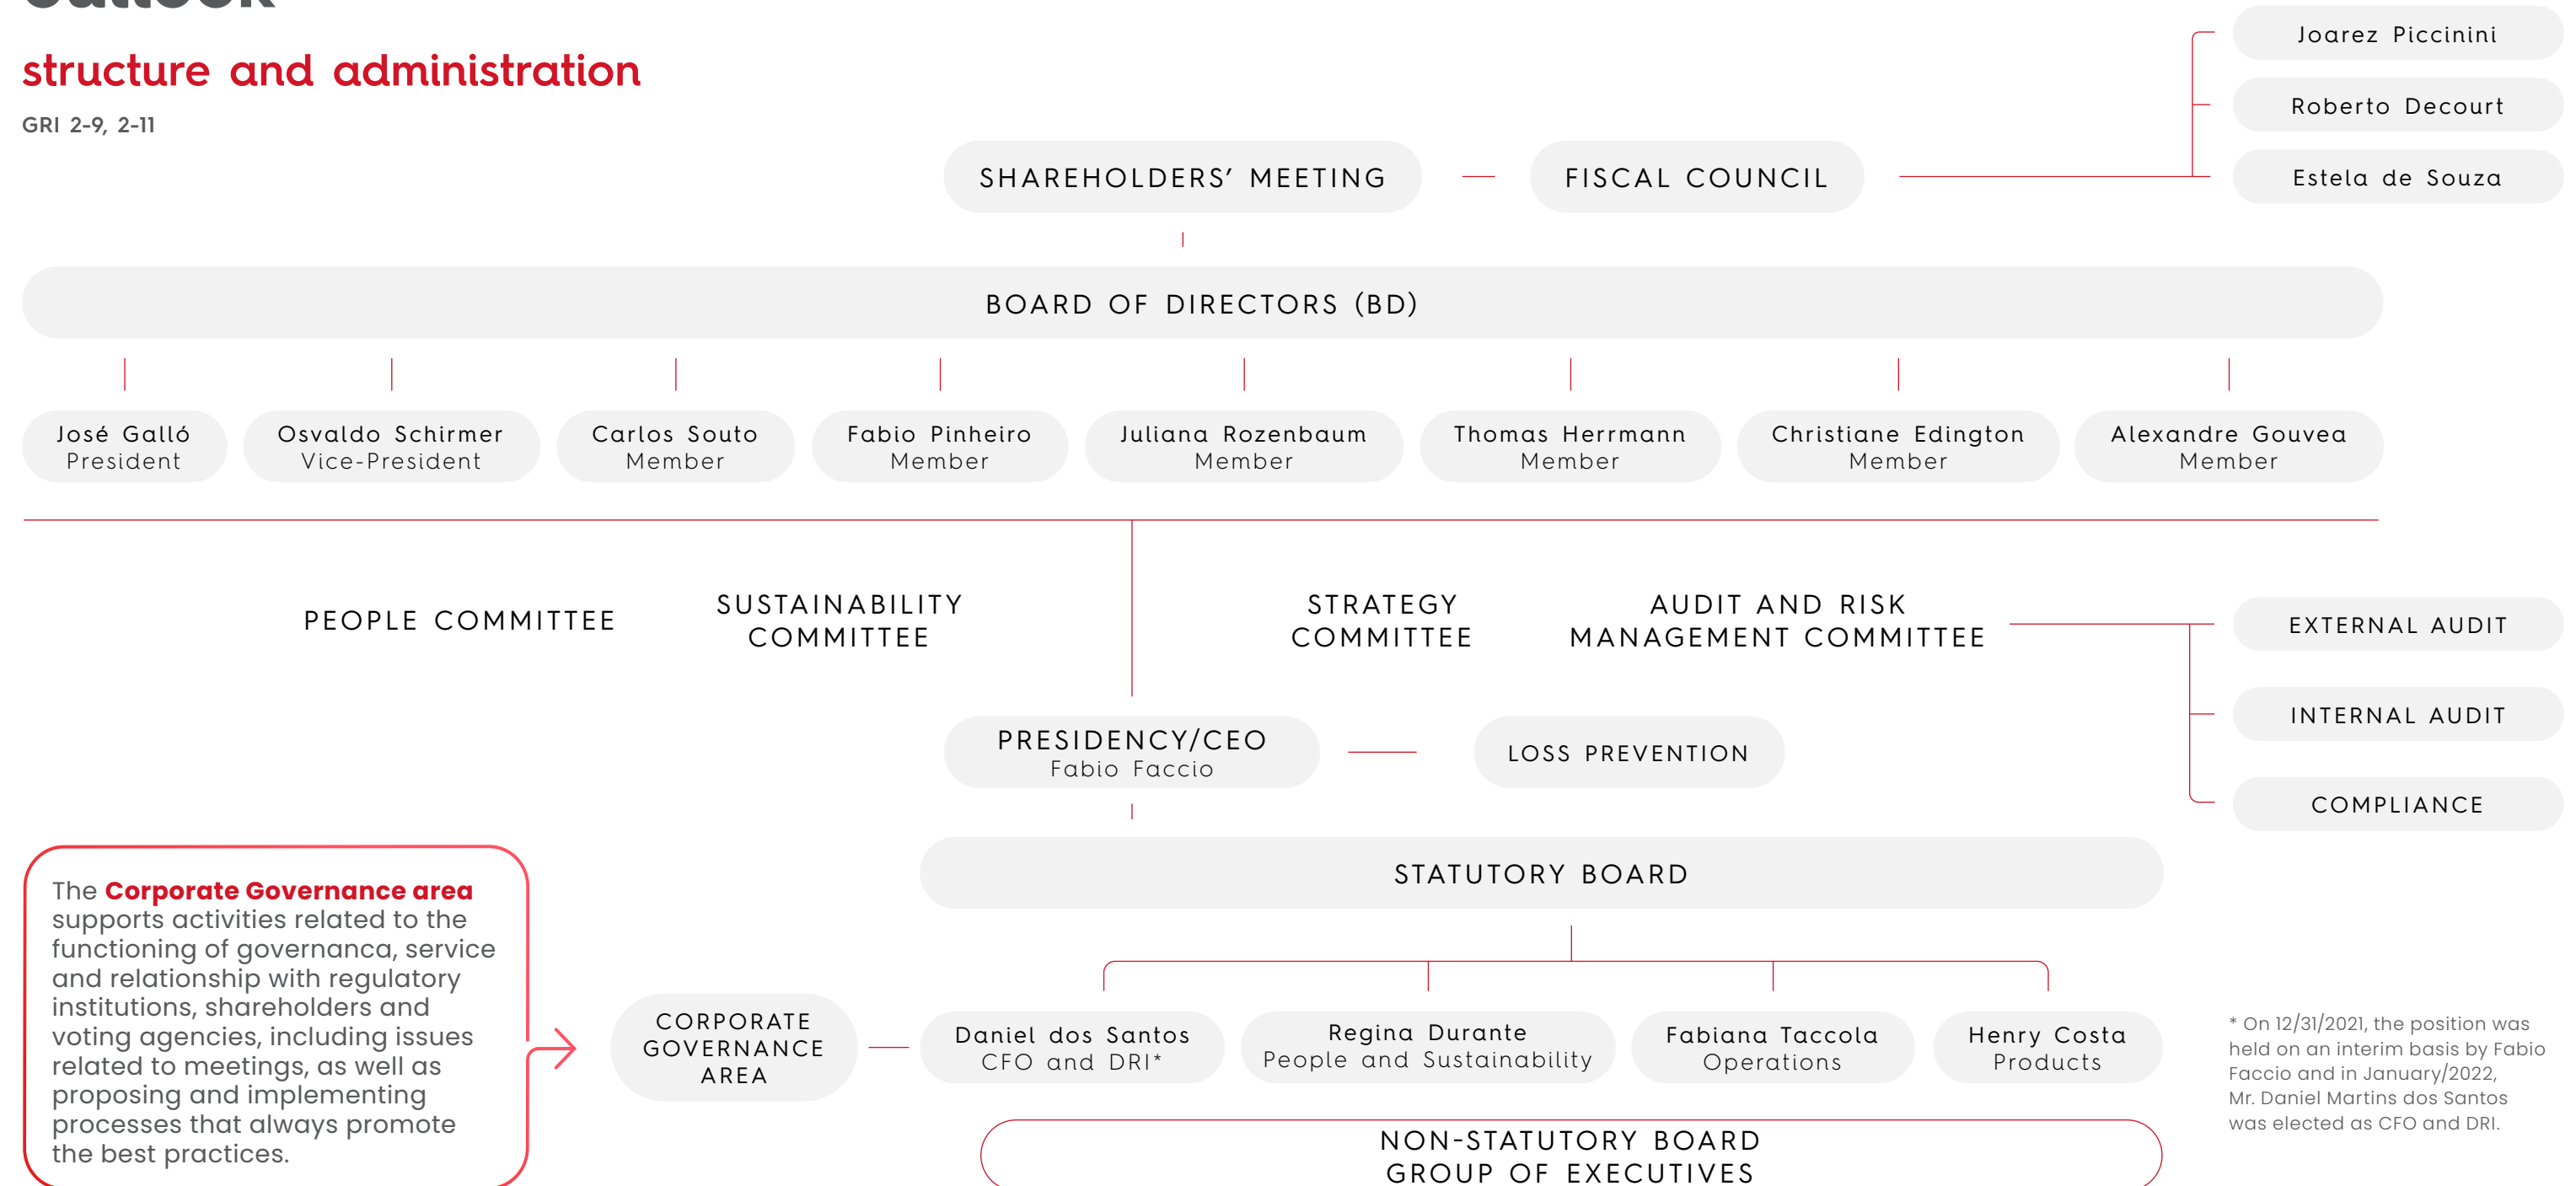 structure and administration
GRI 2-9, 2-11
Joarez Piccinini
Roberto Decourt
Estela de Souza
SHAREHOLDERS’ MEETING
FISCAL COUNCIL
BOARD OF DIRECTORS (BD)
José Galló
President
Osvaldo Schirmer
Vice-President
Carlos Souto
Member
Fabio Pinheiro
Member
Juliana Rozenbaum
Member
Thomas Herrmann
Member
Christiane Edington
Member
Alexandre Gouvea
Member
PEOPLE COMMITTEE
SUSTAINABILITY
COMMITTEE
STRATEGY
COMMITTEE
AUDIT AND RISK
MANAGEMENT COMMITTEE
EXTERNAL AUDIT
INTERNAL AUDIT
COMPLIANCE
PRESIDENCY/CEO
Fabio Faccio
LOSS PREVENTION
STATUTORY BOARD
The Corporate Governance area
supports activities related to the
functioning of governanca, service
and relationship with regulatory
institutions, shareholders and
voting agencies, including issues
related to meetings, as well as
proposing and implementing
processes that always promote
the best practices.
CORPORATE
GOVERNANCE
AREA
Daniel dos Santos
CFO and DRI*
Regina Durante
People and Sustainability
Fabiana Taccola
Operations
Henry Costa
Products
* On 12/31/2021, the position was
held on an interim basis by Fabio
Faccio and in January/2022,
Mr. Daniel Martins dos Santos
was elected as CFO and DRI.
NON-STATUTORY BOARD
GROUP OF EXECUTIVES